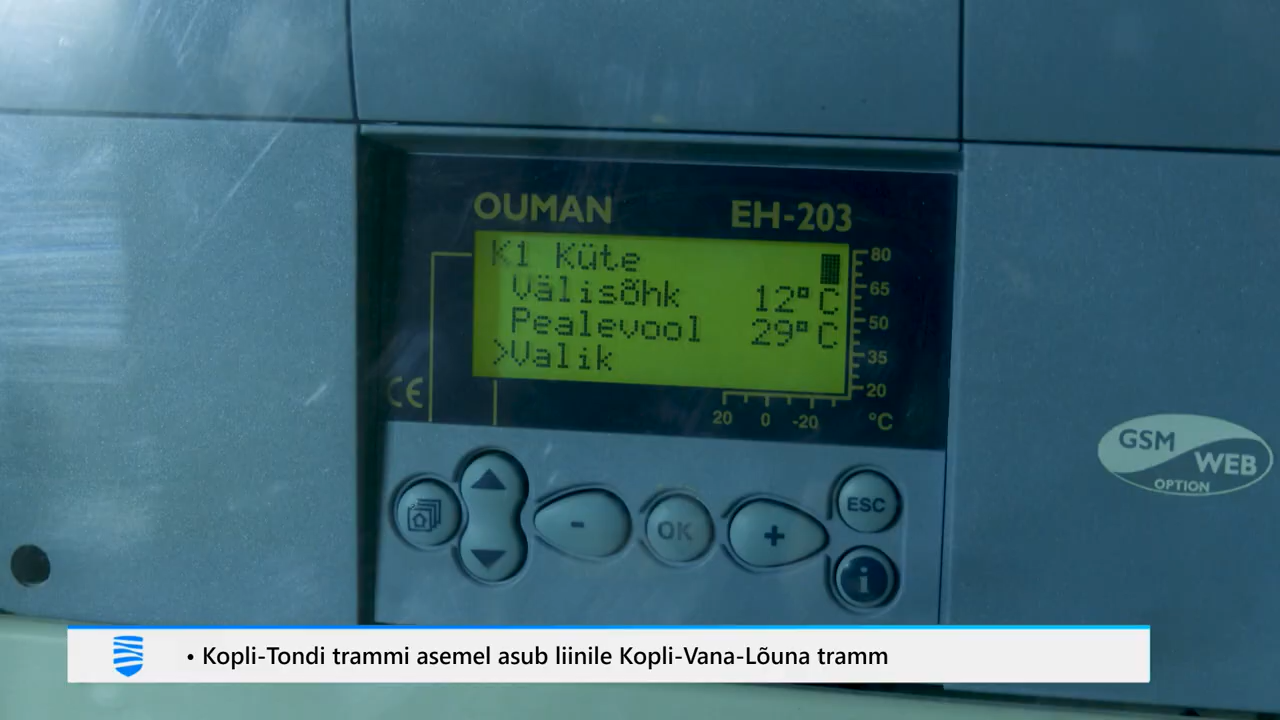 OUMAN EH-203
K1 Küte
Välisõhk 12°C
Pealevool 29°C
>Valik
80
65
50
35
20
20 0 -20 °C
CE
GSM
WEB
OPTION
- OK + ESC
i
• Kopli-Tondi trammi asemel asub liinile Kopli-Vana-Lõuna tramm